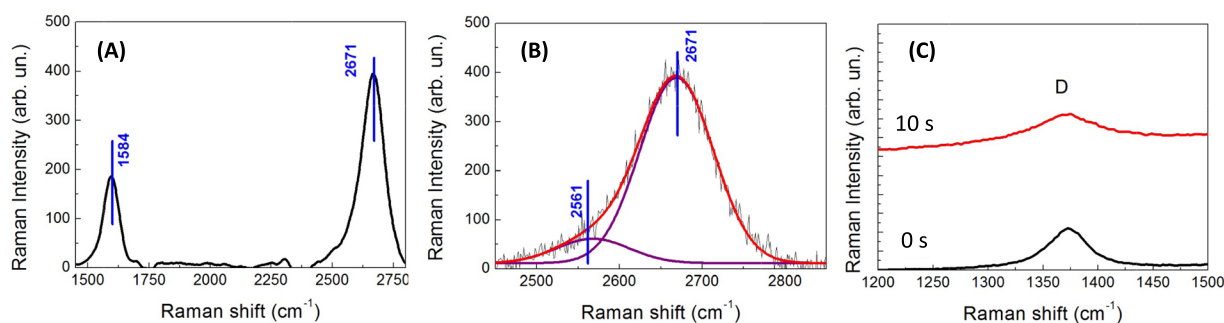 (A)
Raman Intensity (arb. un.)
500
400
300
200
100
0
1584
2671
1500
1750
2000
2250
2500
2750
Raman shift (cm⁻¹)
(B)
Raman Intensity (arb. un.)
500
400
300
200
100
0
2561
2671
2500
2600
2700
2800
Raman shift (cm⁻¹)
(C)
Raman Intensity (arb. un.)
D
10 s
0 s
1200
1250
1300
1350
1400
1450
1500
Raman shift (cm⁻¹)